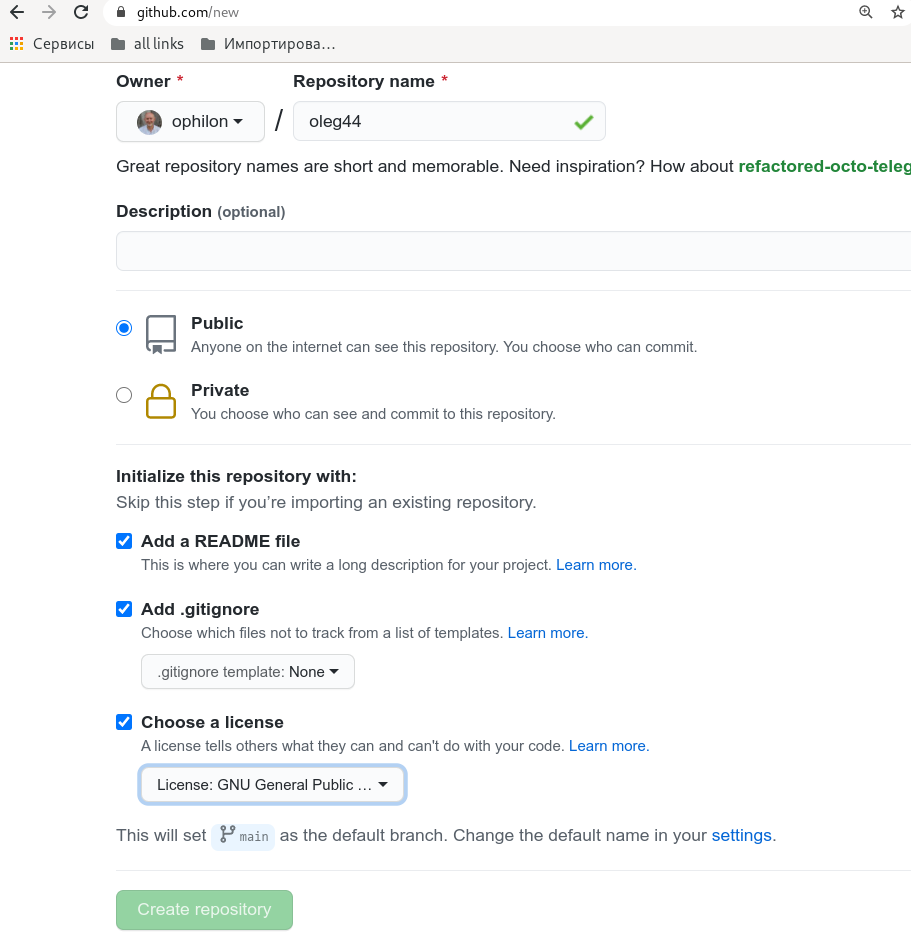 github.com/new
Сервисы all links Импортирова...
Owner * Repository name *
ophilon / oleg44
Great repository names are short and memorable. Need inspiration? How about refactored-octo-teleg
Description (optional)
Public
Anyone on the internet can see this repository. You choose who can commit.
Private
You choose who can see and commit to this repository.
Initialize this repository with:
Skip this step if you’re importing an existing repository.
Add a README file
This is where you can write a long description for your project. Learn more.
Add .gitignore
Choose which files not to track from a list of templates. Learn more.
.gitignore template: None
Choose a license
A license tells others what they can and can't do with your code. Learn more.
License: GNU General Public ...
This will set main as the default branch. Change the default name in your settings.
Create repository